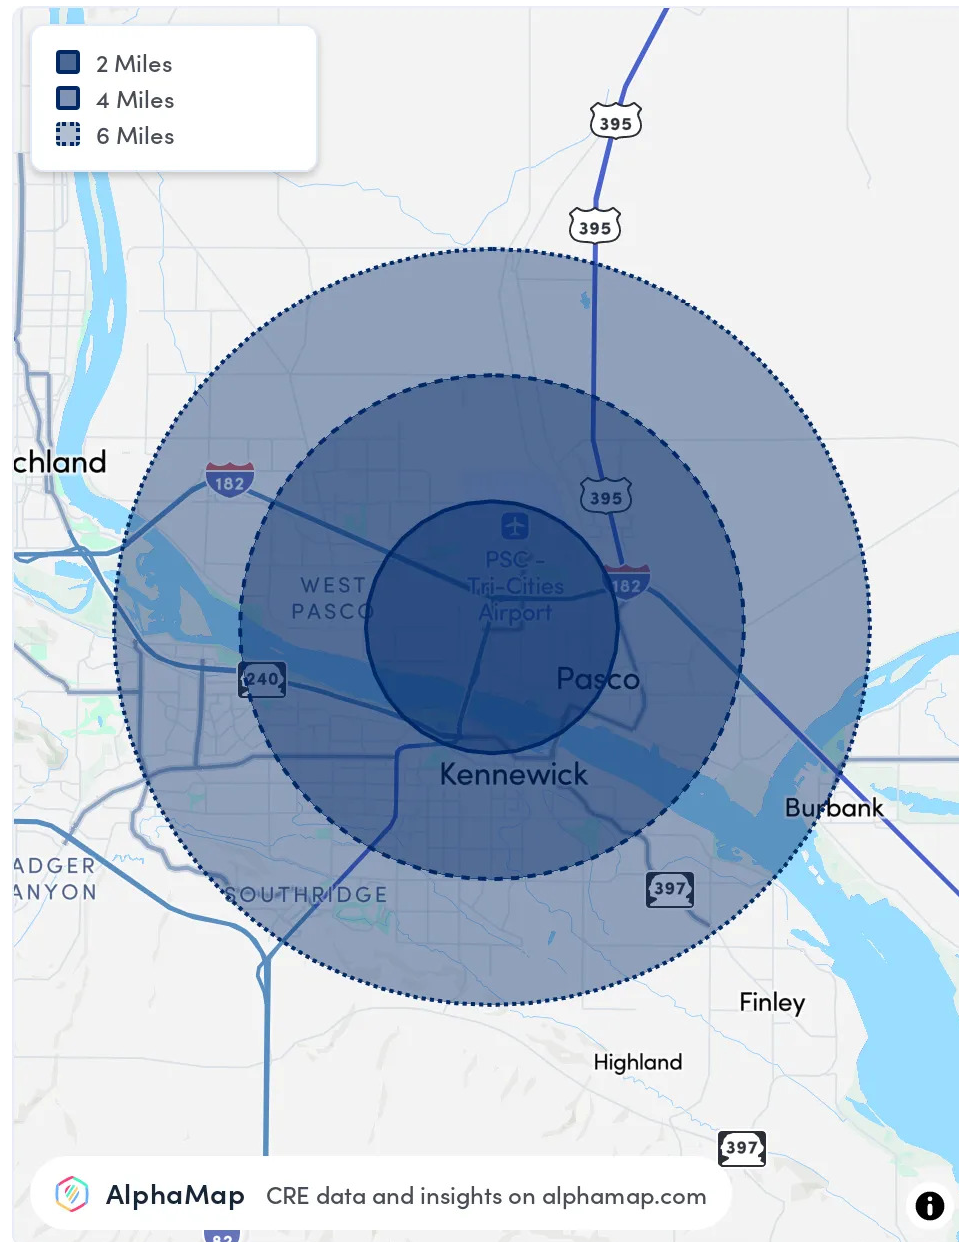 2 Miles
4 Miles
6 Miles
395
395
chland
182
395
PSC -
Tri-Cities
Airport
182
WEST
PASCO
240
Pasco
Kennewick
Burbank
ADGER
ANYON
SOUTHRIDGE
397
Finley
Highland
397
AlphaMap CRE data and insights on alphamap.com
82